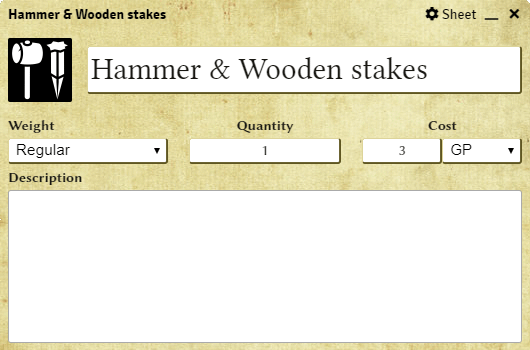 Hammer & Wooden stakes
Sheet
Hammer & Wooden stakes
Weight Quantity Cost
Regular 1 3 GP
Description